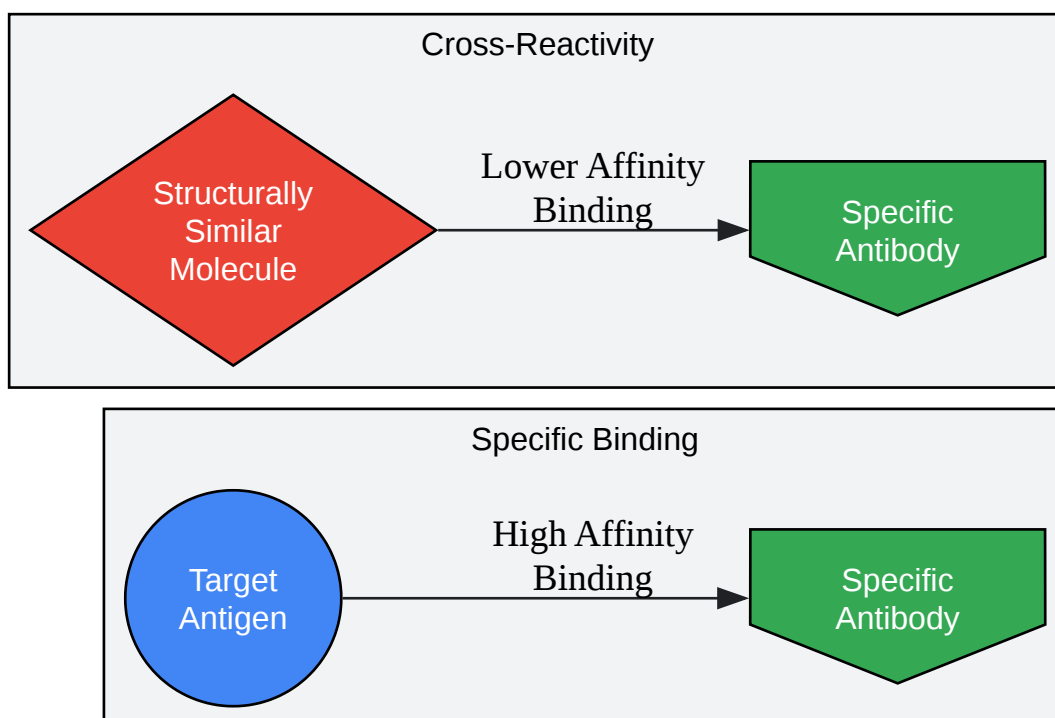 Cross-Reactivity
Structurally
Similar
Molecule
Lower Affinity
Binding
Specific
Antibody
Specific Binding
Target
Antigen
High Affinity
Binding
Specific
Antibody